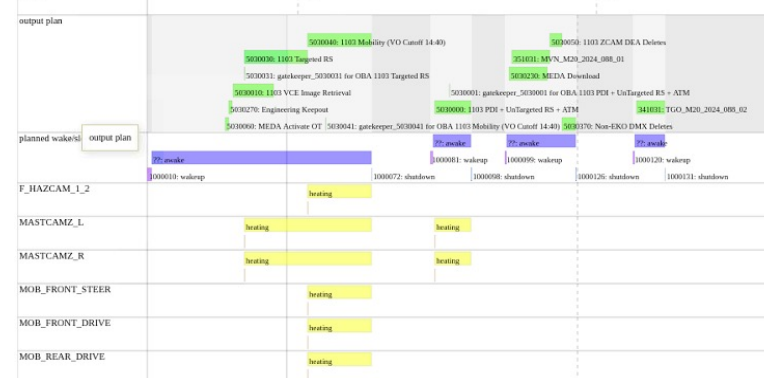 output plan
5030040: 1103 Mobility (VO Cutoff 14:40)
5030050: 1103 ZCAM DEA Deletes
5030030: 1103 Targeted RS
351031: MVN_M20_2024_088_01
5030031: gatekeeper_5030031 for OBA 1103 Targeted RS
5030230: MEDA Download
5030010: 1103 VCE Image Retrieval
5030001: gatekeeper_5030001 for OBA 1103 PDI + UnTargeted RS + ATM
5030270: Engineering Keepout
5030000: 1103 PDI + UnTargeted RS + ATM
341031: TGO_M20_2024_088_02
5030060: MEDA Activate OT
5030041: gatekeeper_5030041 for OBA 1103 Mobility (VO Cutoff 14:40)
5030370: Non-EKO DMX Deletes
planned wake/sl
output plan
??: awake
??: awake
??: awake
??: awake
1000081: wakeup
1000099: wakeup
1000120: wakeup
1000010: wakeup
1000072: shutdown
1000098: shutdown
1000126: shutdown
1000131: shutdown
F_HAZCAM_1_2
heating
MASTCAMZ_L
heating
heating
MASTCAMZ_R
heating
heating
MOB_FRONT_STEER
heating
MOB_FRONT_DRIVE
heating
MOB_REAR_DRIVE
heating